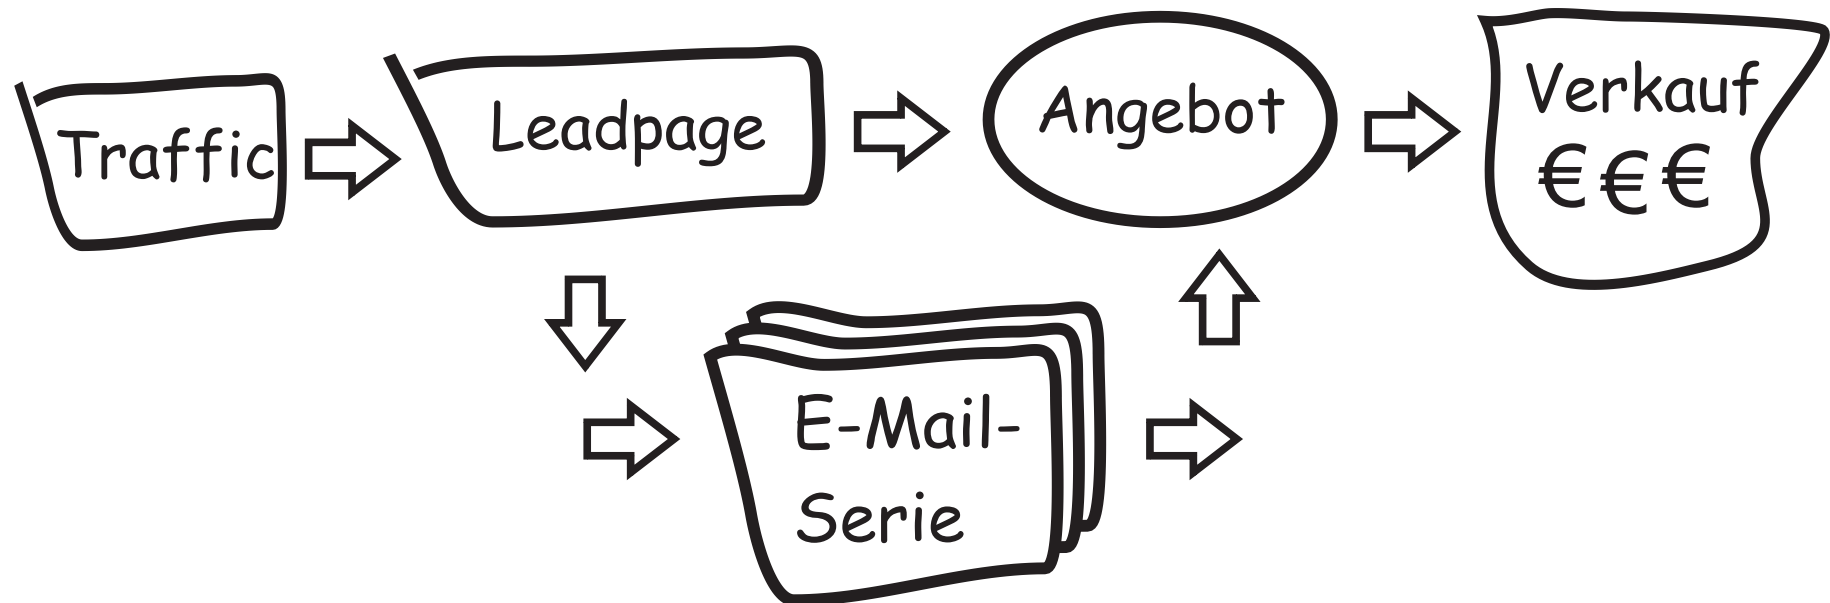 Traffic
Leadpage
Angebot
Verkauf
€€€
E-Mail-
Serie